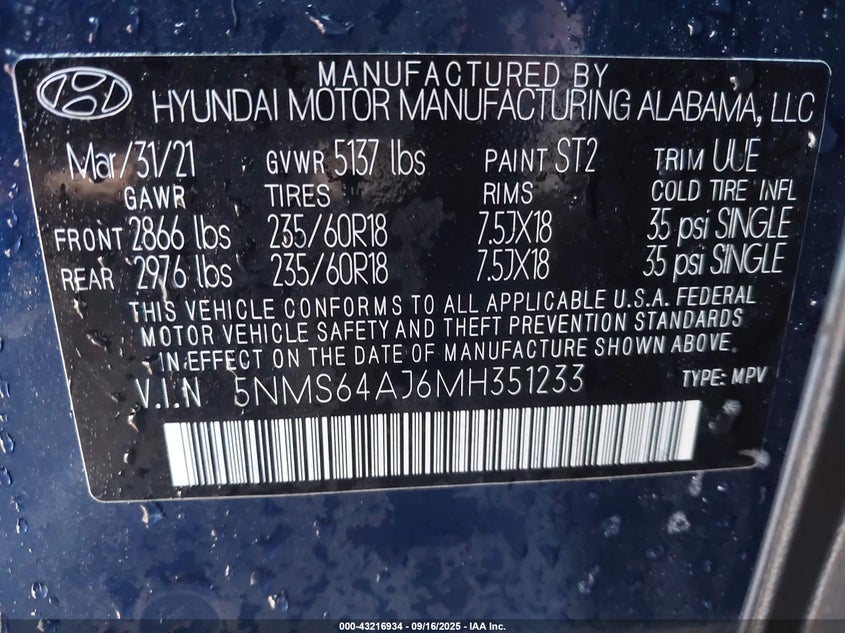 MANUFACTURED BY
HYUNDAI MOTOR MANUFACTURING ALABAMA, LLC
Mar/31/21 GVWR 5137 lbs PAINT ST2 TRIM UUE
GAWR TIRES RIMS COLD TIRE INFL
FRONT 2866 lbs 235/60R18 7.5JX18 35 psi SINGLE
REAR 2976 lbs 235/60R18 7.5JX18 35 psi SINGLE
THIS VEHICLE CONFORMS TO ALL APPLICABLE U.S.A. FEDERAL
MOTOR VEHICLE SAFETY AND THEFT PREVENTION STANDARDS
IN EFFECT ON THE DATE OF MANUFACTURE SHOWN ABOVE.
V.I.N 5NMS64AJ6MH351233 TYPE: MPV
000-43216934 - 09/16/2025 - IAA Inc.